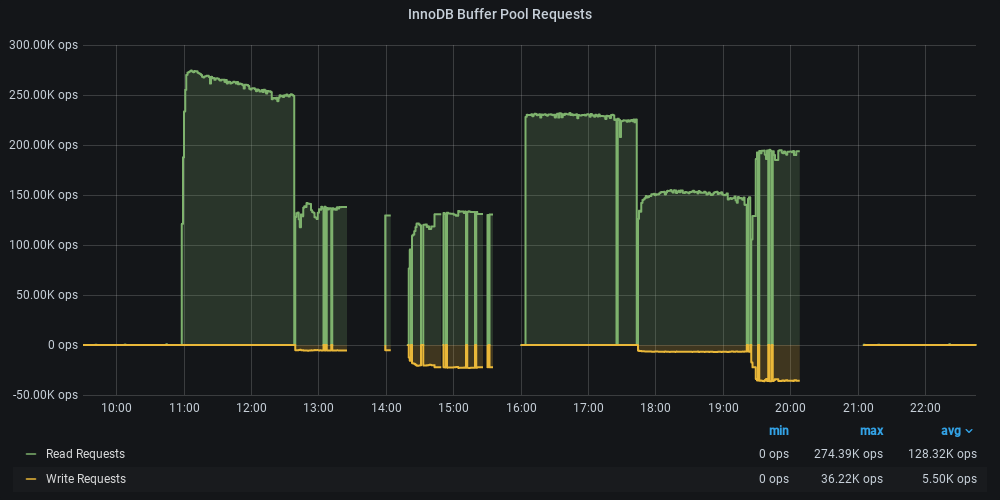 InnoDB Buffer Pool Requests
300.00K ops
250.00K ops
200.00K ops
150.00K ops
100.00K ops
50.00K ops
0 ops
-50.00K ops
10:00 11:00 12:00 13:00 14:00 15:00 16:00 17:00 18:00 19:00 20:00 21:00 22:00
min max avg
Read Requests 0 ops 274.39K ops 128.32K ops
Write Requests 0 ops 36.22K ops 5.50K ops